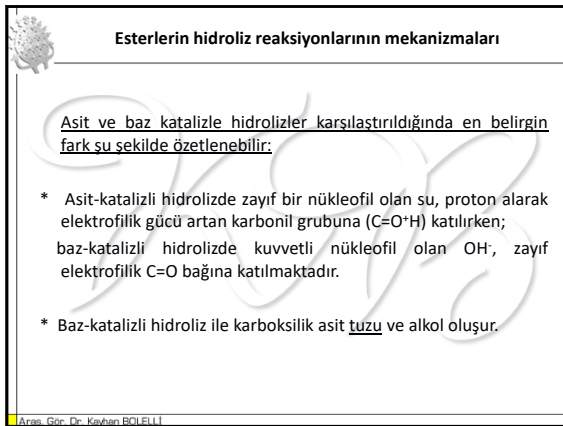 Esterlerin hidroliz reaksiyonlarının mekanizmaları
Asit ve baz katalizle hidrolizler karşılaştırıldığında en belirgin
fark şu şekilde özetlenebilir:
* Asit-katalizli hidrolizde zayıf bir nükleofil olan su, proton alarak
elektrofilik gücü artan karbonil grubuna (C=O⁺H) katılırken;
baz-katalizli hidrolizde kuvvetli nükleofil olan OH⁻, zayıf
elektrofilik C=O bağına katılmaktadır.
* Baz-katalizli hidroliz ile karboksilik asit tuzu ve alkol oluşur.
Araş. Gör. Dr. Kayhan BOLELLİ